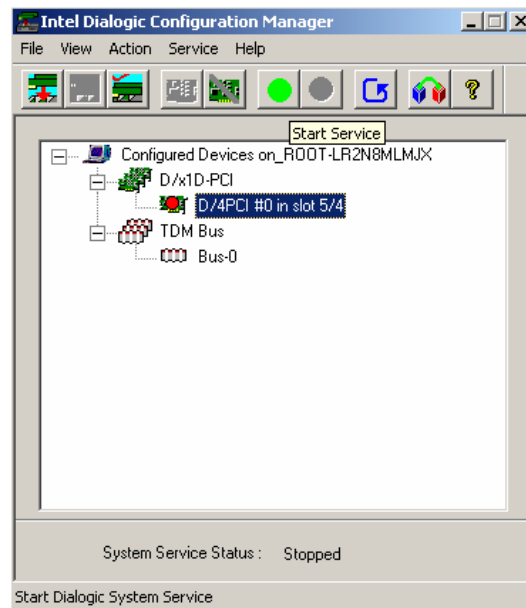 Intel Dialogic Configuration Manager
File View Action Service Help
Start Service
Configured Devices on_ROOT-LR2N8MLMJX
D/x1D-PCI
D/4PCI #0 in slot 5/4
TDM Bus
Bus-0
System Service Status : Stopped
Start Dialogic System Service